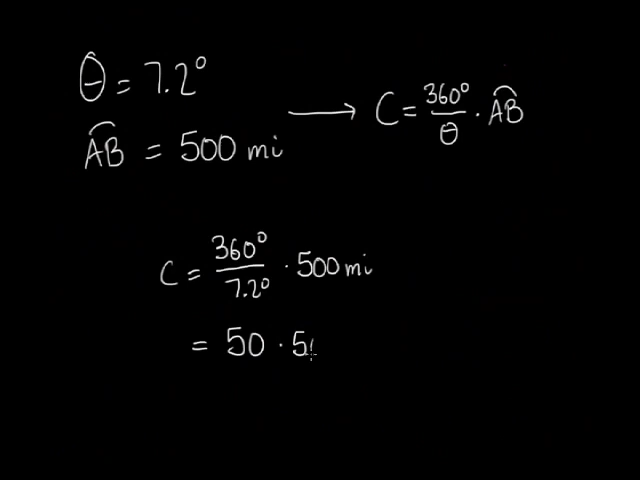 θ = 7.2°
⌢AB = 500 mi
→ C = 360°/θ · ⌢AB
C = 360°/7.2° · 500 mi
= 50 · 5